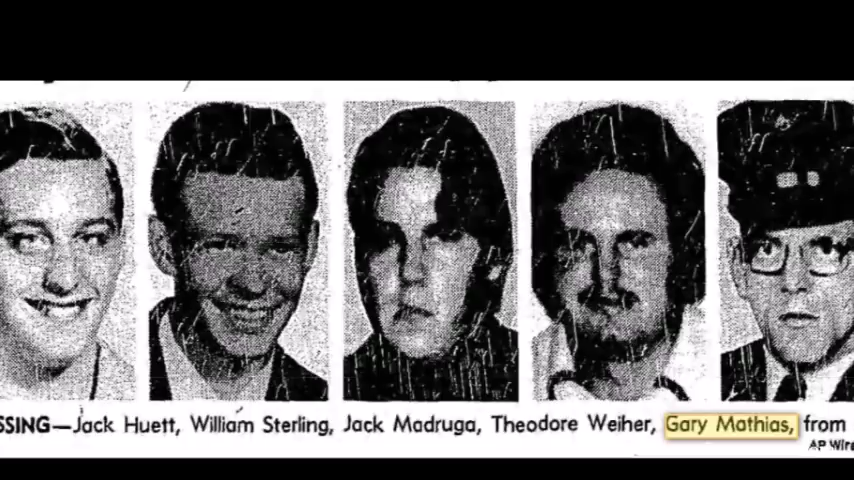 SSING—Jack Huett, William Sterling, Jack Madruga, Theodore Weiher, Gary Mathias, from
AP Wire